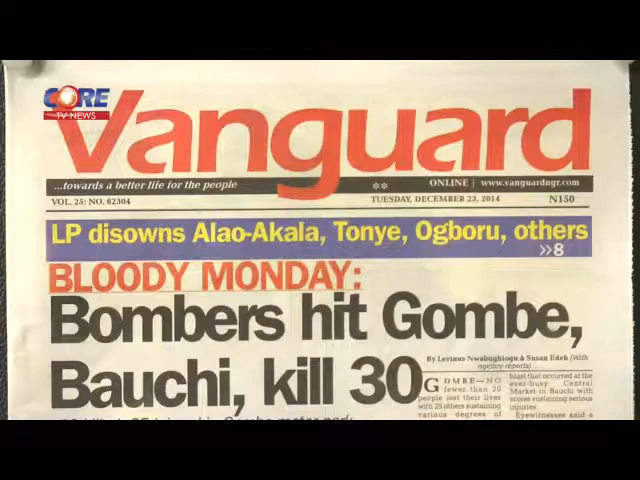 CORE
TV NEWS
Vanguard
...towards a better life for the people
** ONLINE | www.vanguardngr.com
VOL. 25: NO. 62304
TUESDAY, DECEMBER 23, 2014
N150
LP disowns Alao-Akala, Tonye, Ogboru, others
>>8
BLOODY MONDAY:
Bombers hit Gombe,
Bauchi, kill 30
By Levinus Nwabughiogu & Susan Edeh (With
agency reports)
GOMBE—NO
fewer than 20
people lost their lives
with 25 others sustaining
various degrees of
blast that occurred at the
ever-busy Central
Market in Bauchi with
scores sustaining serious
injuries.
Eyewitnes said a